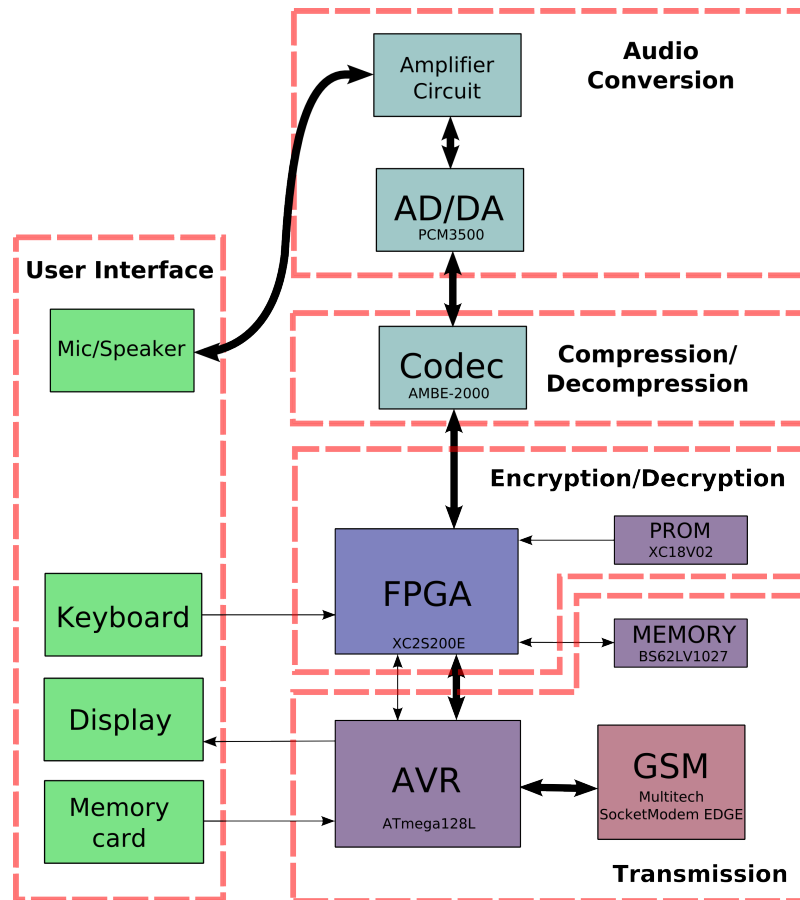 Audio
Conversion
Amplifier
Circuit
AD/DA
PCM3500
User Interface
Mic/Speaker
Codec
AMBE-2000
Compression/
Decompression
Encryption/Decryption
PROM
XC18V02
FPGA
XC2S200E
Keyboard
MEMORY
BS62LV1027
Display
AVR
ATmega128L
GSM
Multitech
SocketModem EDGE
Memory
card
Transmission